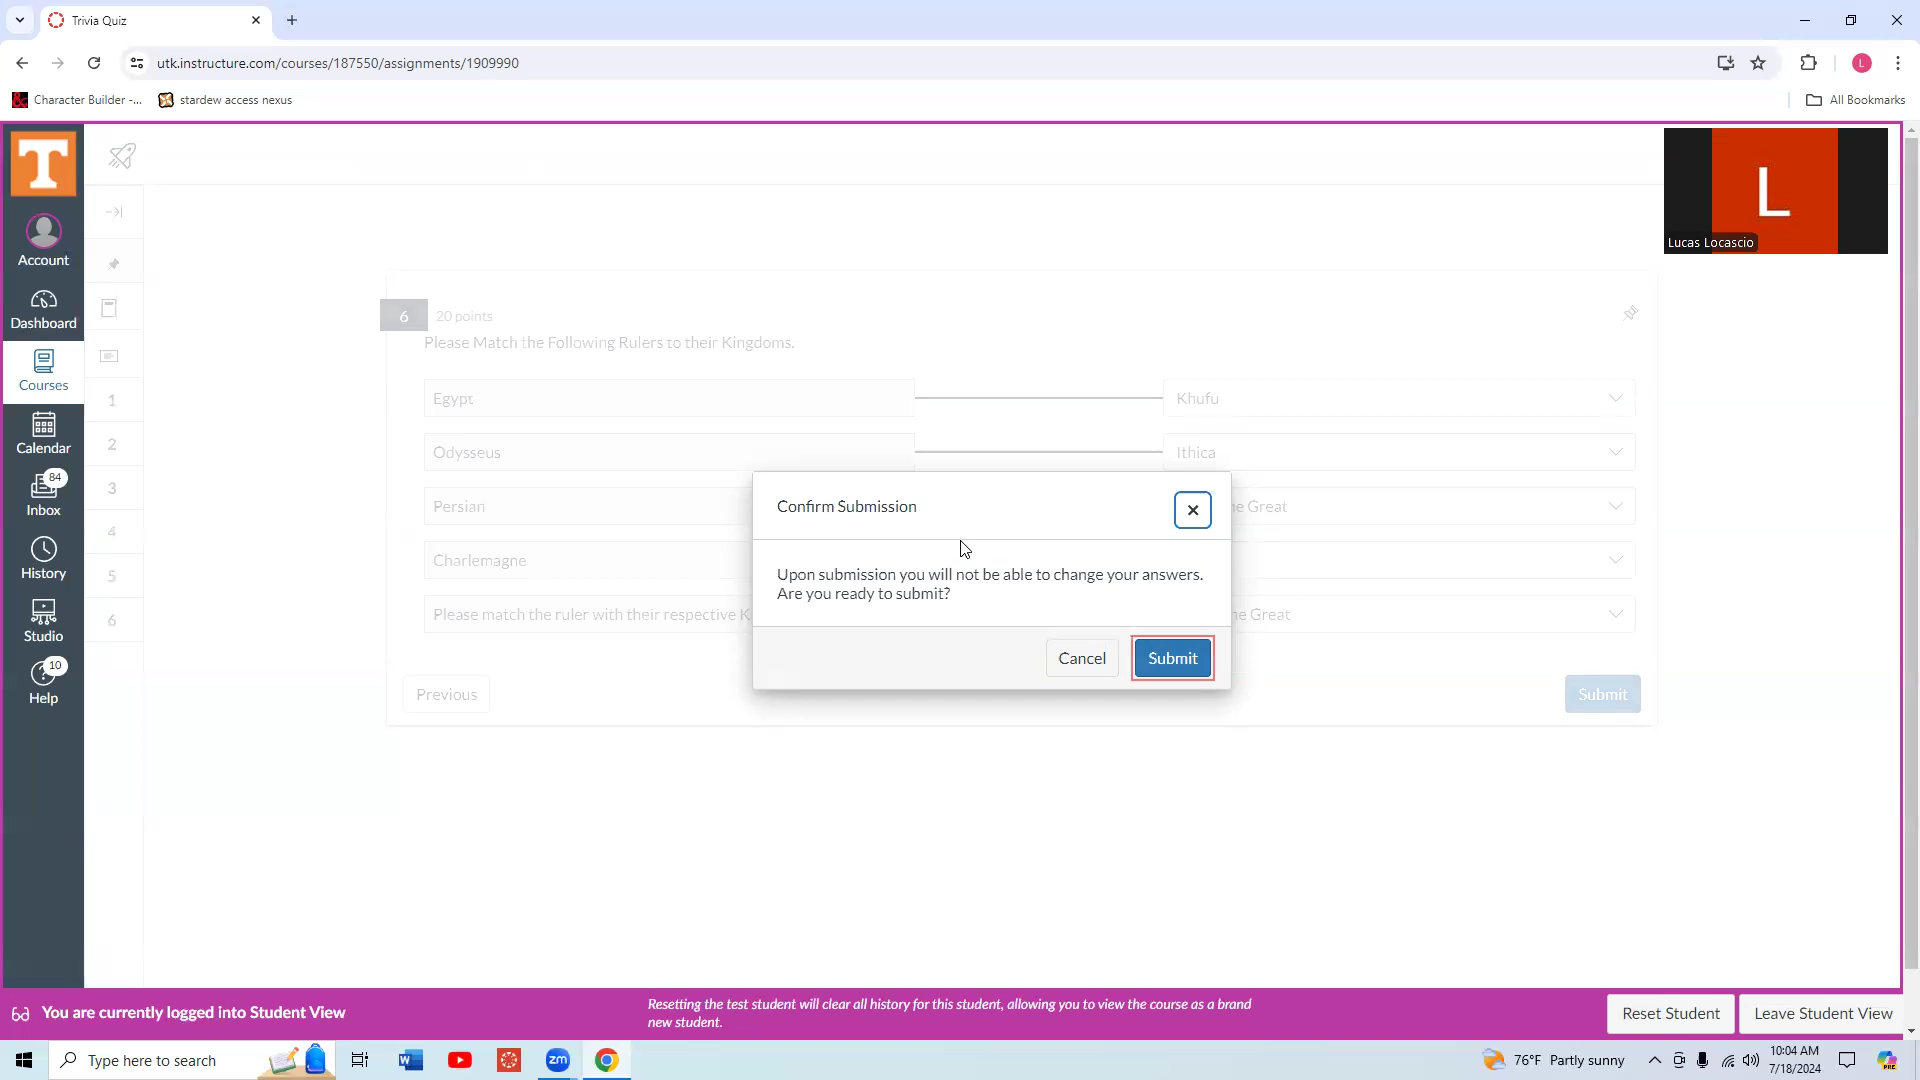 Trivia Quiz
utk.instructure.com/courses/187550/assignments/1909990
L
Character Builder -...
stardew access nexus
All Bookmarks
T
L
Lucas Locascio
Account
Dashboard
Courses
Calendar
84
Inbox
History
Studio
10
Help
1
2
3
4
5
6
6
20 points
Please Match the Following Rulers to their Kingdoms.
Egypt
Khufu
Odysseus
Ithica
Persian
e Great
Charlemagne
Please match the ruler with their respective K
e Great
Previous
Submit
Confirm Submission
Upon submission you will not be able to change your answers.
Are you ready to submit?
Cancel
Submit
You are currently logged into Student View
Resetting the test student will clear all history for this student, allowing you to view the course as a brand
new student.
Reset Student
Leave Student View
Type here to search
zm
76°F Partly sunny
10:04 AM
7/18/2024
PRE